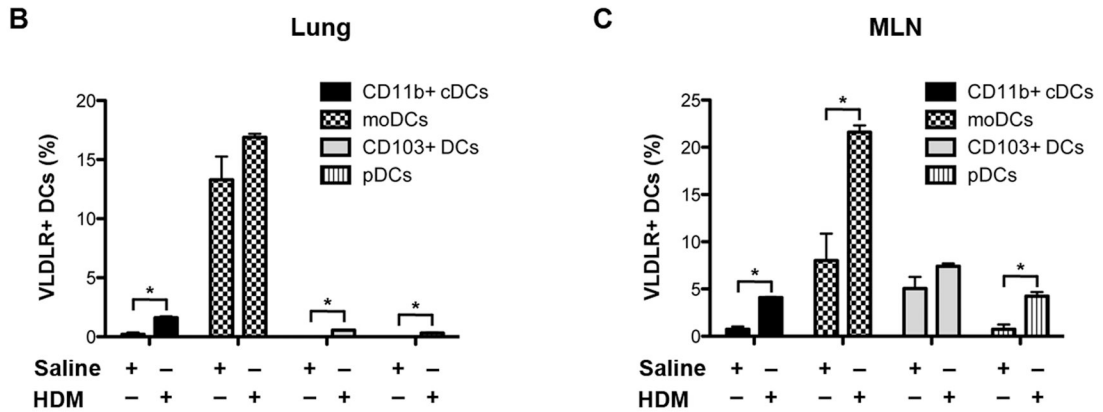 B
Lung
VLDLR+ DCs (%)
20
15
10
5
0
CD11b+ cDCs
moDCs
CD103+ DCs
pDCs
*
*
*
Saline + – + – + – + –
HDM – + – + – + – +
C
MLN
VLDLR+ DCs (%)
25
20
15
10
5
0
CD11b+ cDCs
moDCs
CD103+ DCs
pDCs
*
*
*
Saline + – + – + – + –
HDM – + – + – + – +